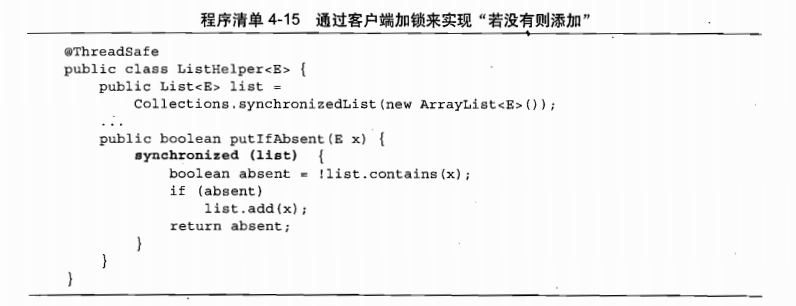 程序清单 4-15 通过客户端加锁来实现“若没有则添加”
@ThreadSafe
public class ListHelper<E> {
public List<E> list =
Collections.synchronizedList(new ArrayList<E>());
...
public boolean putIfAbsent(E x) {
synchronized (list) {
boolean absent = !list.contains(x);
if (absent)
list.add(x);
return absent;
}
}
}